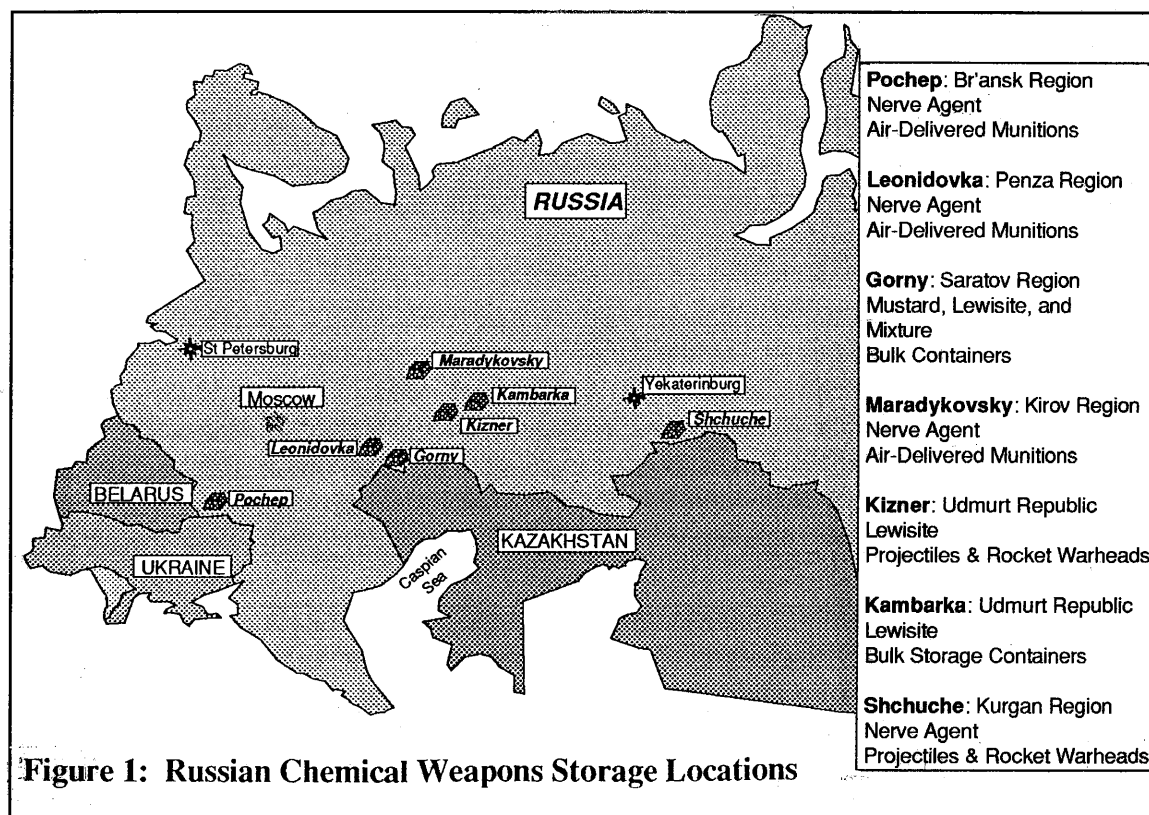 RUSSIA
St Petersburg
Maradykovsky
Moscow
Kambarka
Yekaterinburg
Kizner
Shchuche
Leonidovka
Gorny
BELARUS
Pochep
UKRAINE
KAZAKHSTAN
Caspian
Sea
Pochep: Br'ansk Region
Nerve Agent
Air-Delivered Munitions
Leonidovka: Penza Region
Nerve Agent
Air-Delivered Munitions
Gorny: Saratov Region
Mustard, Lewisite, and
Mixture
Bulk Containers
Maradykovsky: Kirov Region
Nerve Agent
Air-Delivered Munitions
Kizner: Udmurt Republic
Lewisite
Projectiles & Rocket Warheads
Kambarka: Udmurt Republic
Lewisite
Bulk Storage Containers
Shchuche: Kurgan Region
Nerve Agent
Projectiles & Rocket Warheads
Figure 1: Russian Chemical Weapons Storage Locations